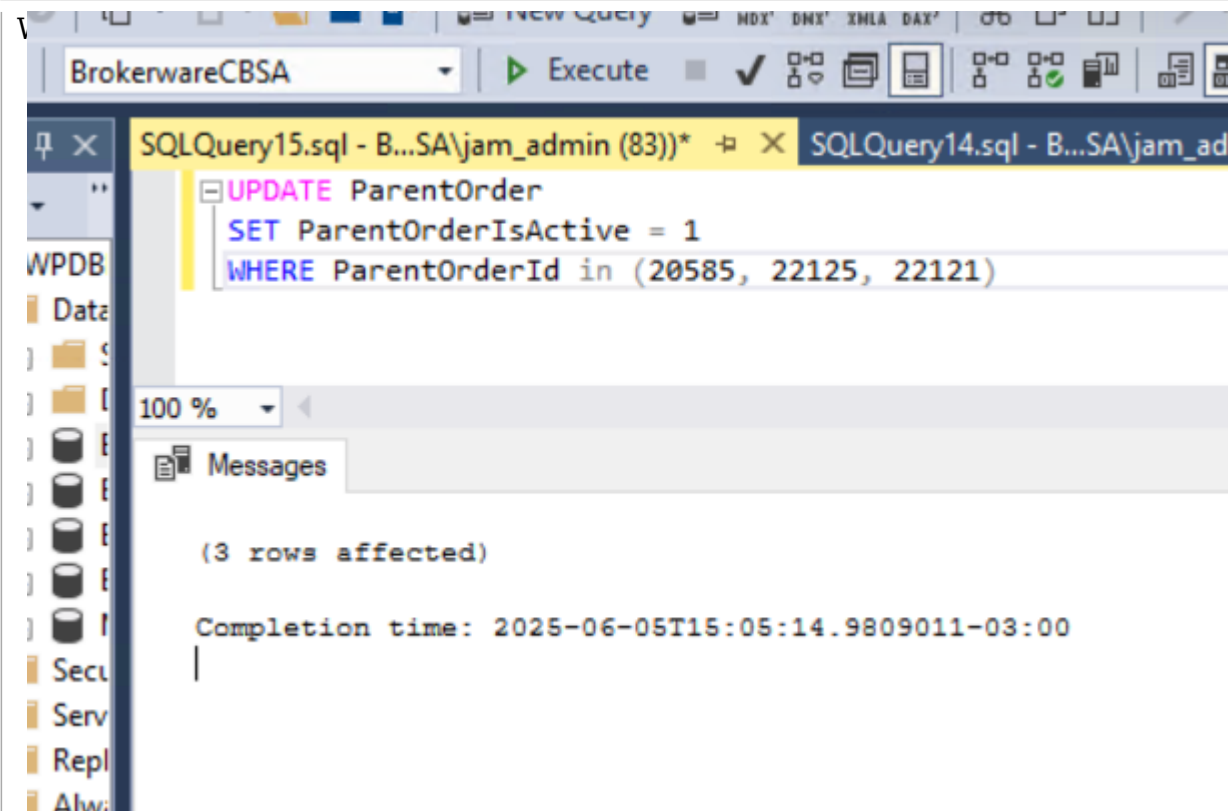 New Query MDX DMX XMLA DAX
BrokerwareCBSA Execute
SQLQuery15.sql - B...SA\jam_admin (83))* SQLQuery14.sql - B...SA\jam_ad
UPDATE ParentOrder
SET ParentOrderIsActive = 1
WHERE ParentOrderId in (20585, 22125, 22121)
WPDB
Data
100 %
Messages
(3 rows affected)
Completion time: 2025-06-05T15:05:14.9809011-03:00
Secu
Serv
Repl
Alwa